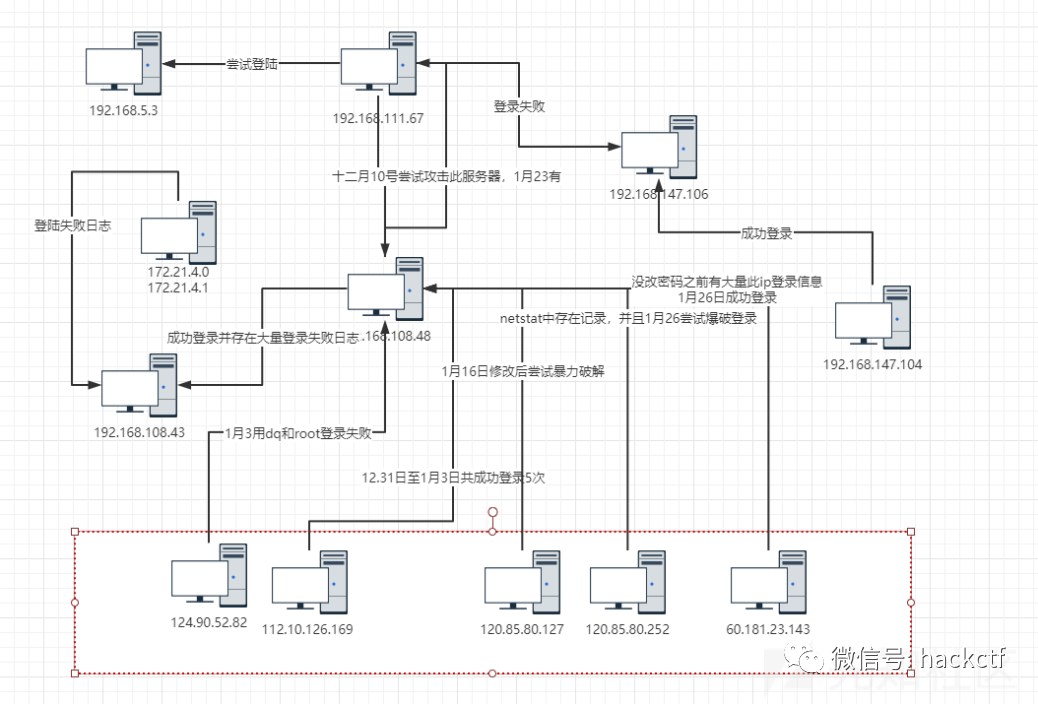 尝试登陆
192.168.5.3
192.168.111.67
登录失败
十二月10号尝试攻击此服务器，1月23有
192.168.147.106
登陆失败日志
成功登录
172.21.4.0
172.21.4.1
没改密码之前有大量此ip登录信息
1月26日成功登录
netstat中存在记录，并且1月26尝试爆破登录
成功登录并存在大量登录失败日志
.168.108.48
192.168.147.104
1月16日修改后尝试暴力破解
192.168.108.43
1月3用dq和root登录失败
12.31日至1月3日共成功登录5次
124.90.52.82
112.10.126.169
120.85.80.127
120.85.80.252
60.181.23.143
微信号: hackctf